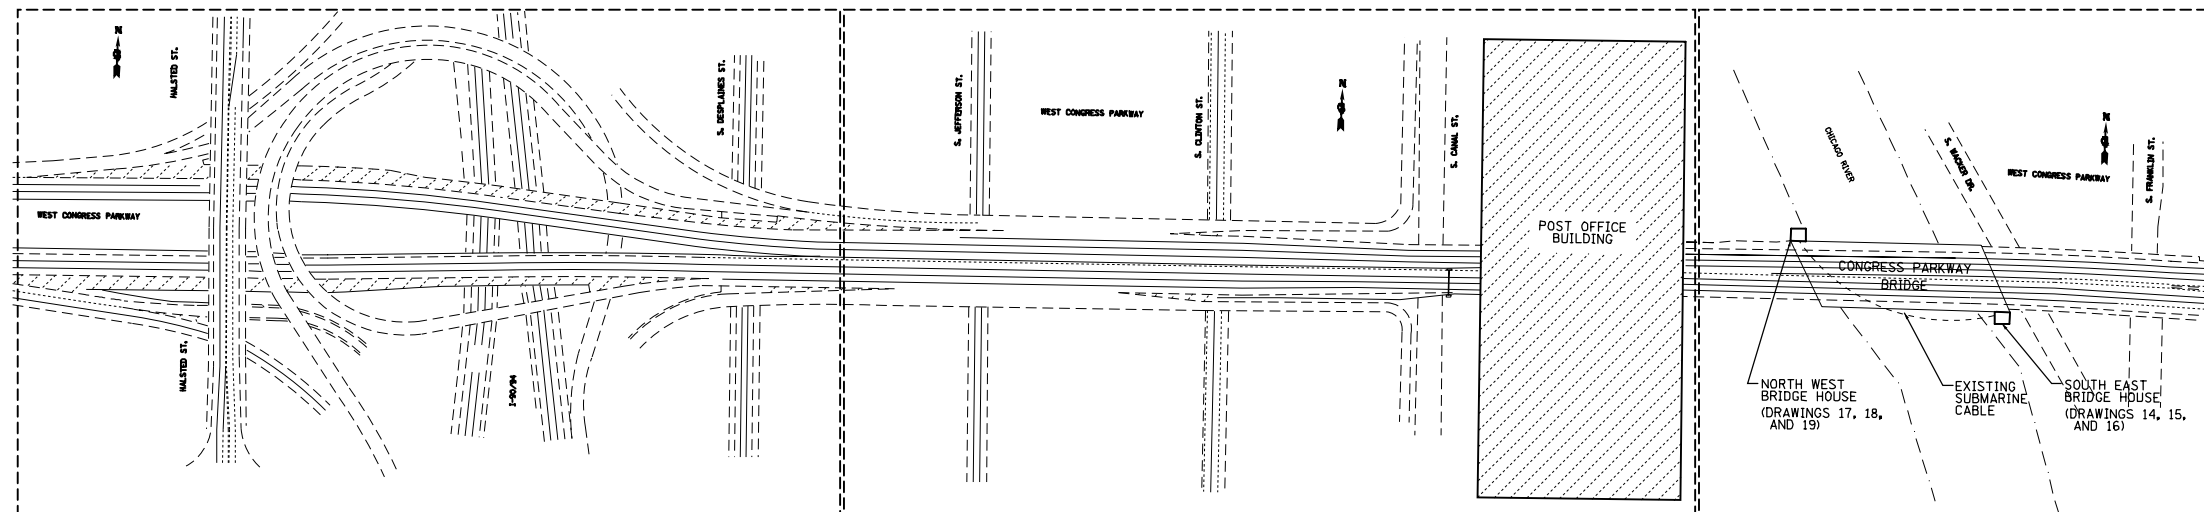 N
HALSTED ST.
WEST CONGRESS PARKWAY
HALSTED ST.
I-90/94
S. DESPLAINES ST.
S. JEFFERSON ST.
WEST CONGRESS PARKWAY
S. CLINTON ST.
N
S. CANAL ST.
POST OFFICE
BUILDING
CHICAGO RIVER
S. WACKER DR.
WEST CONGRESS PARKWAY
N
S. FRANKLIN ST.
CONGRESS PARKWAY
BRIDGE
NORTH WEST
BRIDGE HOUSE
(DRAWINGS 17, 18,
AND 19)
EXISTING
SUBMARINE
CABLE
SOUTH EAST
BRIDGE HOUSE
(DRAWINGS 14, 15,
AND 16)